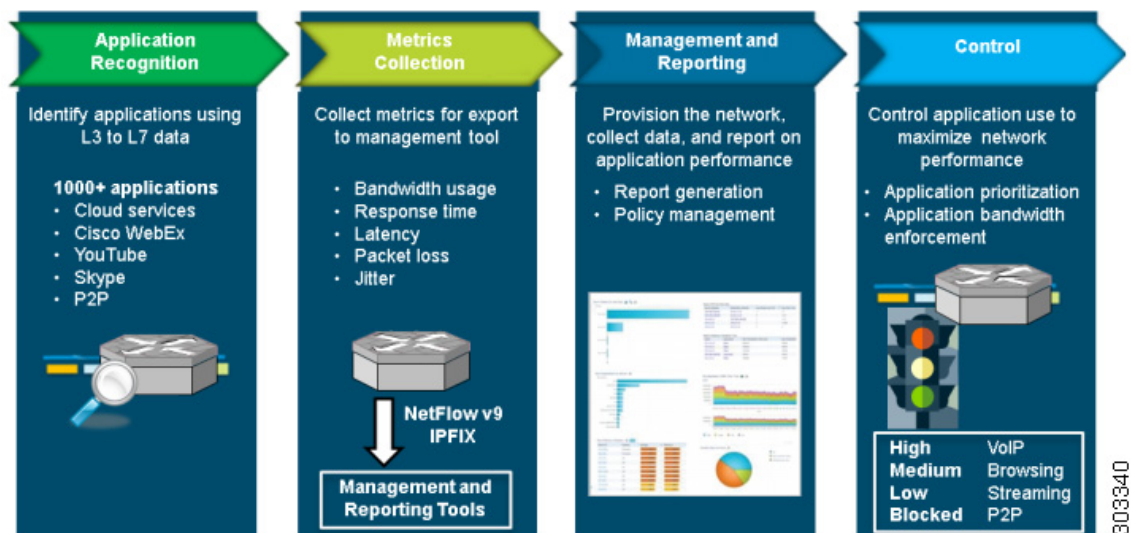 Application
Recognition
Identify applications using
L3 to L7 data
1000+ applications
• Cloud services
• Cisco WebEx
• YouTube
• Skype
• P2P
Metrics
Collection
Collect metrics for export
to management tool
• Bandwidth usage
• Response time
• Latency
• Packet loss
• Jitter
NetFlow v9
IPFIX
Management and
Reporting Tools
Management and
Reporting
Provision the network,
collect data, and report on
application performance
• Report generation
• Policy management
Control
Control application use to
maximize network
performance
• Application prioritization
• Application bandwidth
enforcement
High VoIP
Medium Browsing
Low Streaming
Blocked P2P
303340